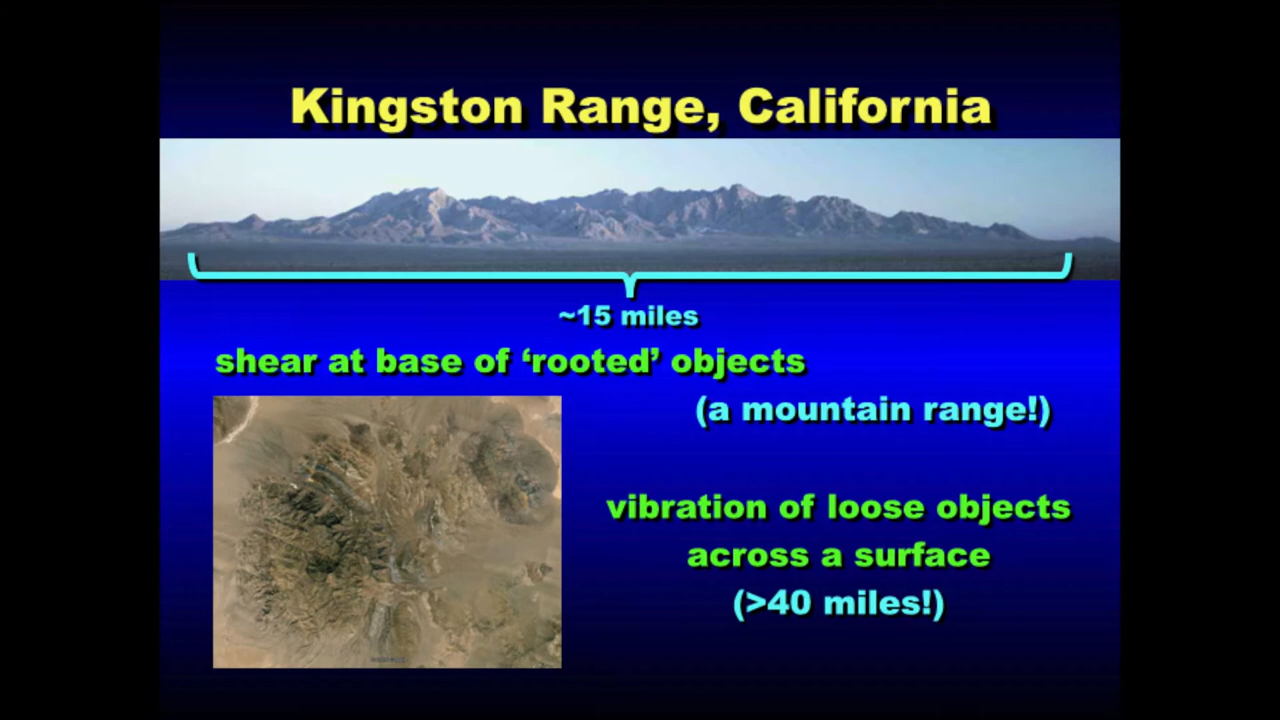 Kingston Range, California
~15 miles
shear at base of ‘rooted’ objects
(a mountain range!)
vibration of loose objects
across a surface
(>40 miles!)